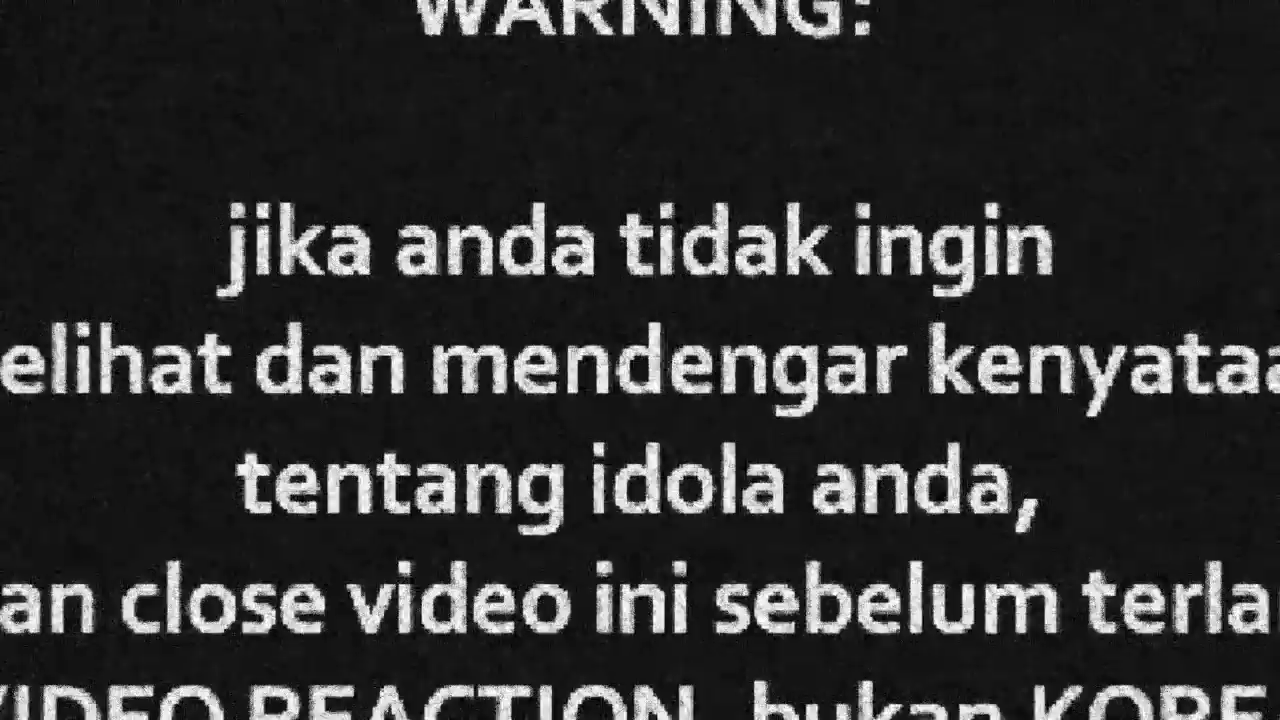 WARNING:
jika anda tidak ingin
elihat dan mendengar kenyataa
tentang idola anda,
an close video ini sebelum terla
VIDEO REACTION, bukan KORE